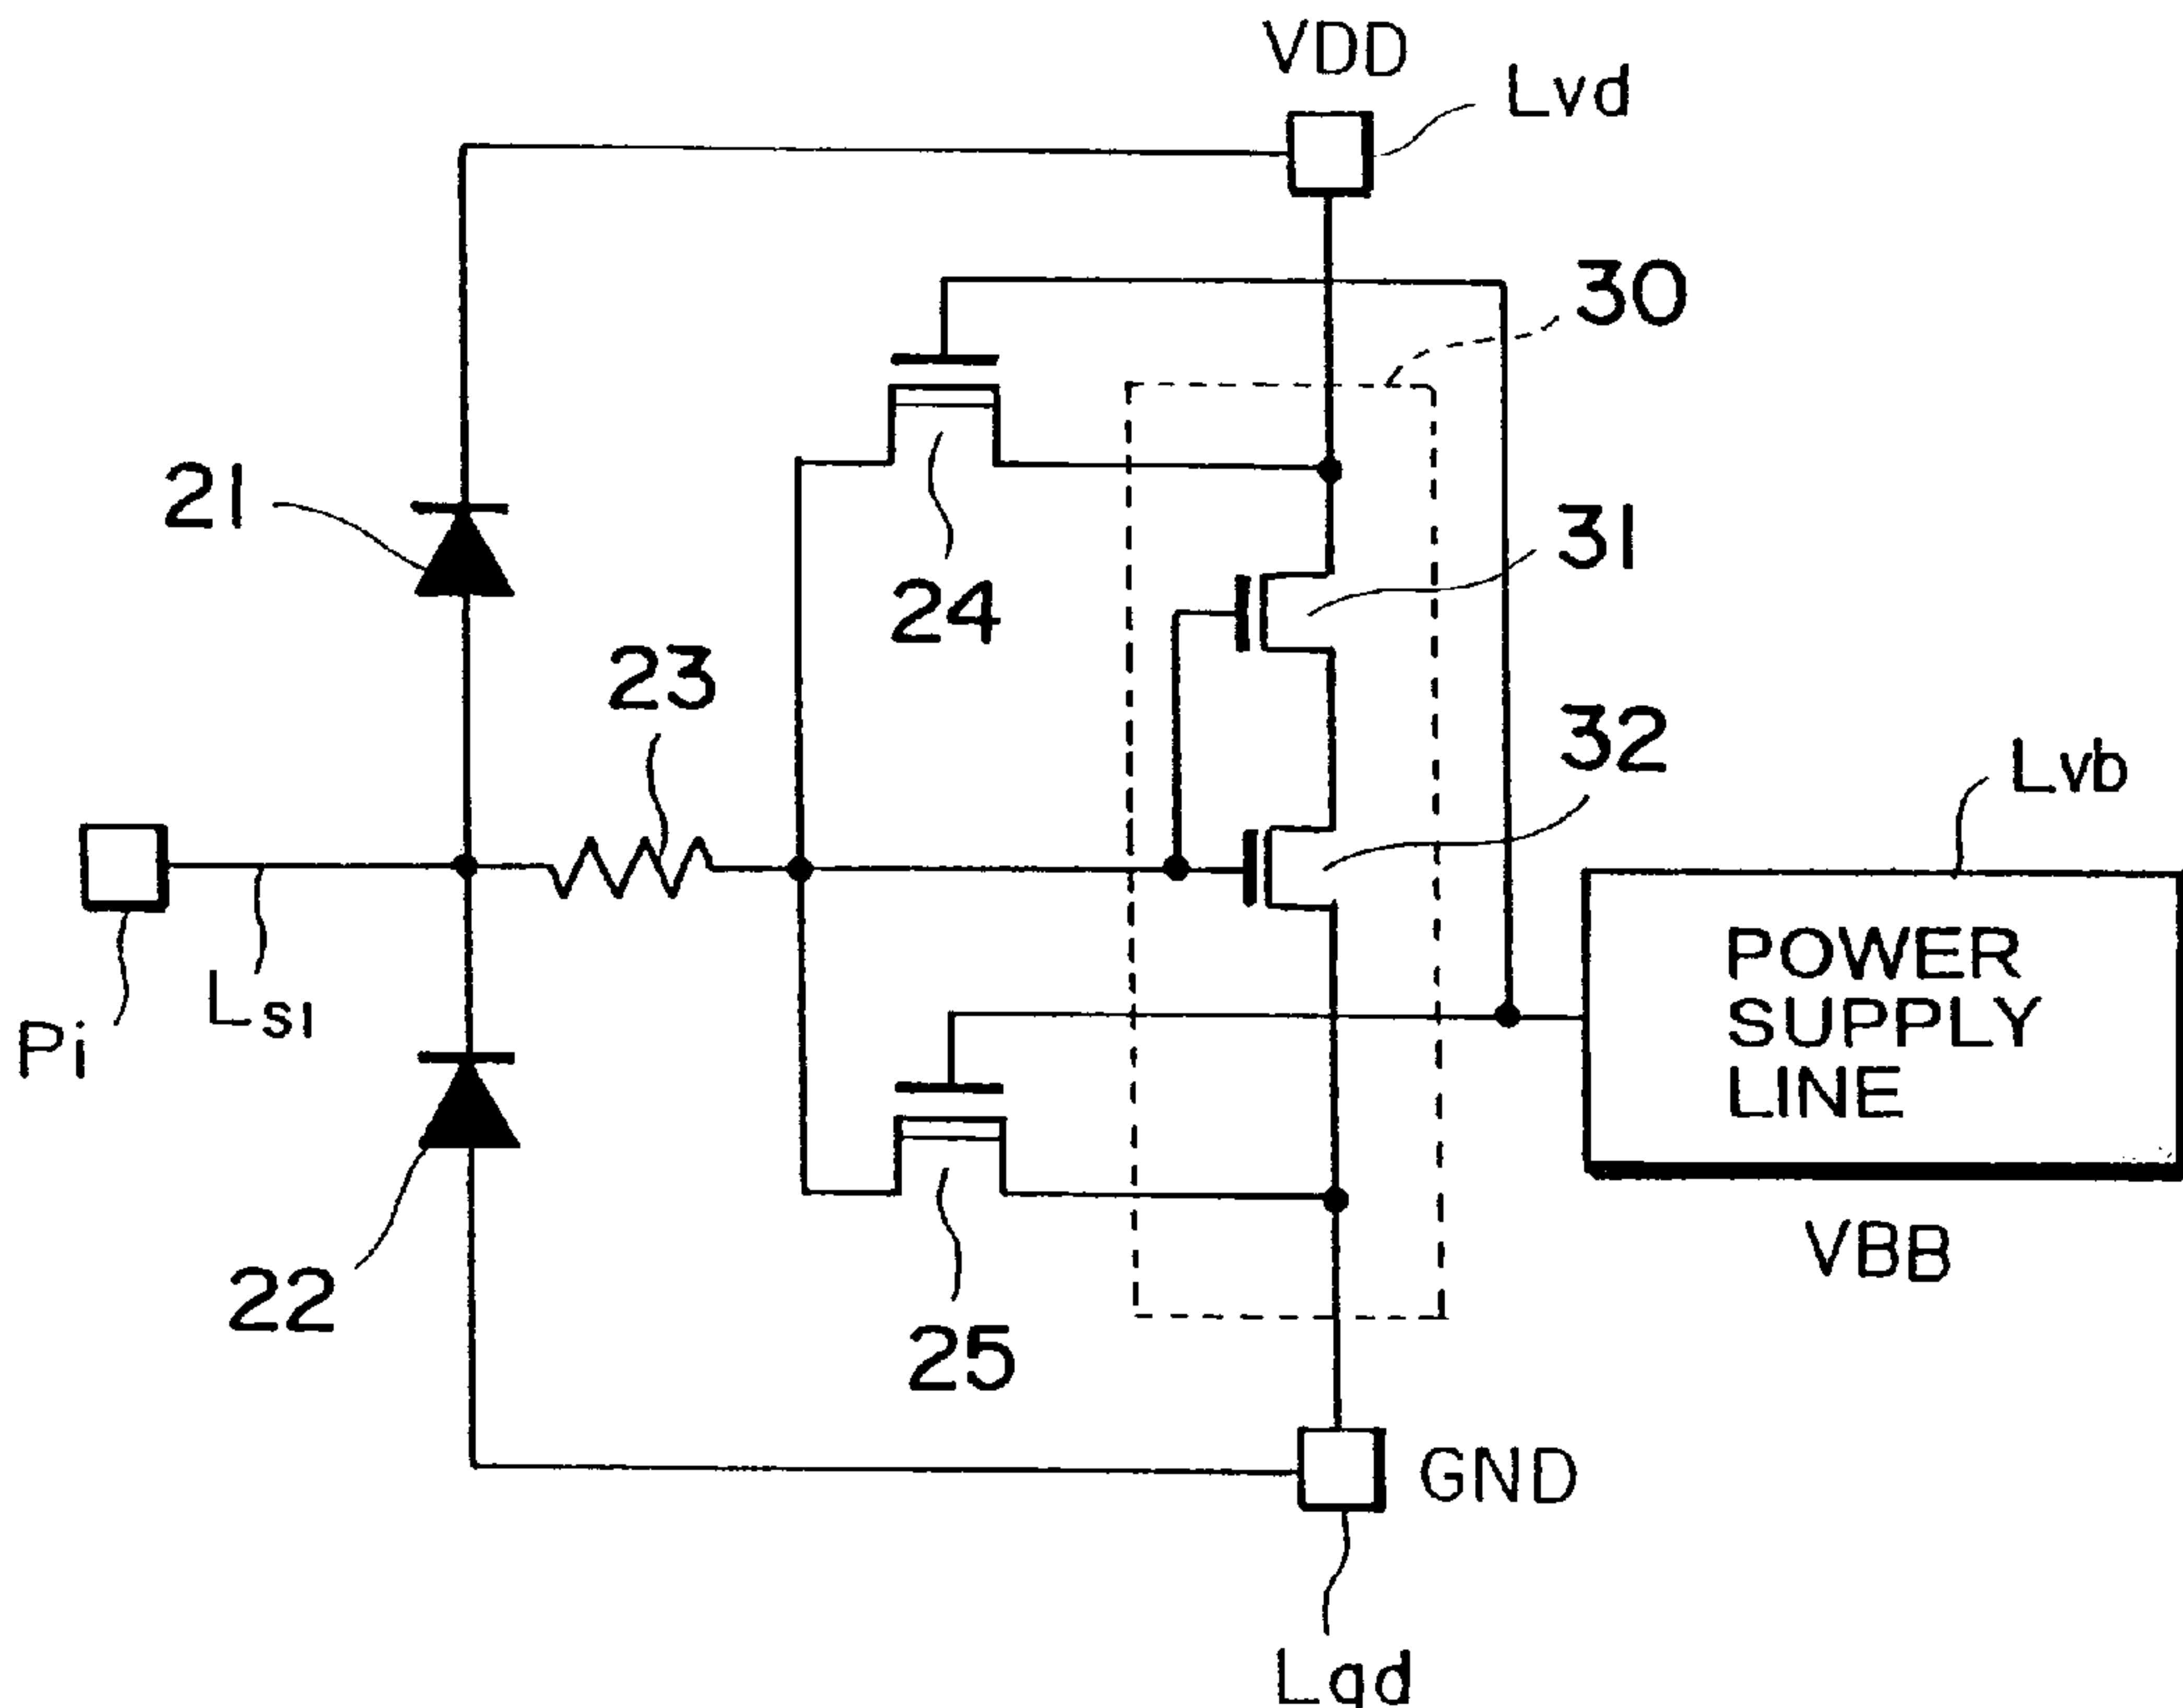 VDD
Lvd
30
21
31
24
23
32
Lvb
POWER
SUPPLY
LINE
Ls1
Pi
VBB
22
25
GND
Lgd